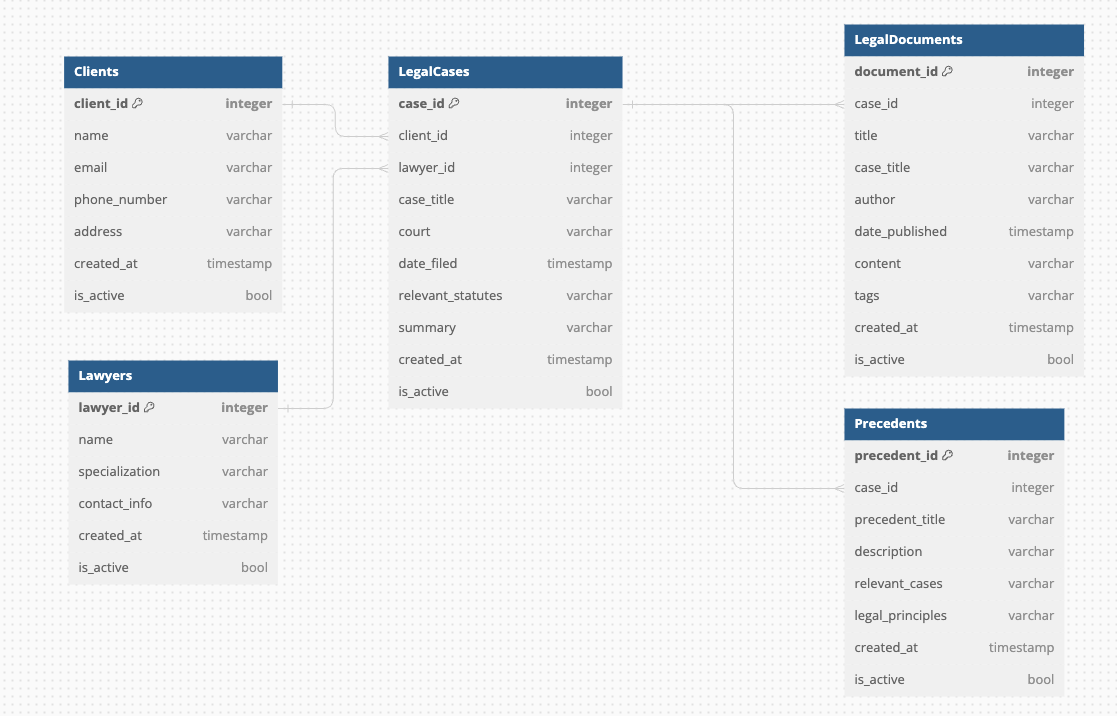 Clients
client_id integer
name varchar
email varchar
phone_number varchar
address varchar
created_at timestamp
is_active bool
Lawyers
lawyer_id integer
name varchar
specialization varchar
contact_info varchar
created_at timestamp
is_active bool
LegalCases
case_id integer
client_id integer
lawyer_id integer
case_title varchar
court varchar
date_filed timestamp
relevant_statutes varchar
summary varchar
created_at timestamp
is_active bool
LegalDocuments
document_id integer
case_id integer
title varchar
case_title varchar
author varchar
date_published timestamp
content varchar
tags varchar
created_at timestamp
is_active bool
Precedents
precedent_id integer
case_id integer
precedent_title varchar
description varchar
relevant_cases varchar
legal_principles varchar
created_at timestamp
is_active bool